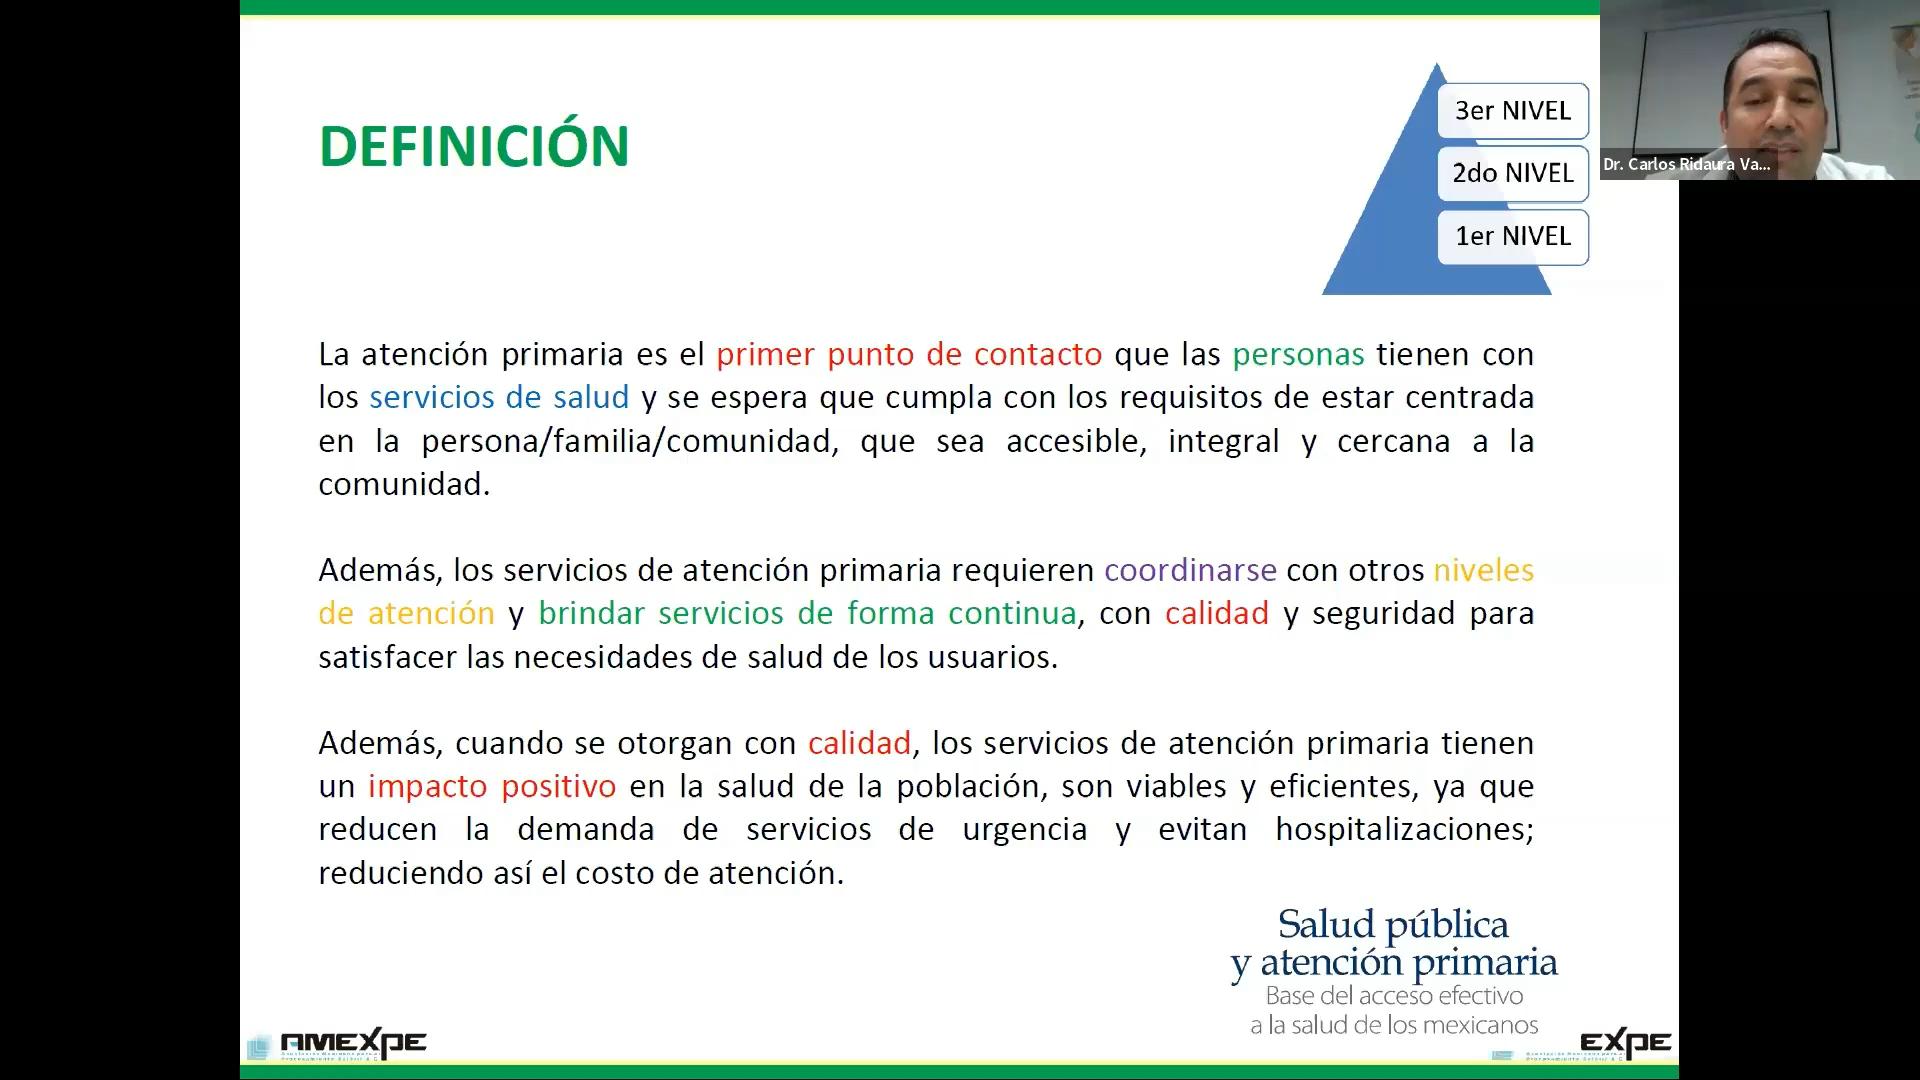 DEFINICIÓN
3er NIVEL
2do NIVEL
1er NIVEL
Dr. Carlos Ridaura Va...
La atención primaria es el primer punto de contacto que las personas tienen con
los servicios de salud y se espera que cumpla con los requisitos de estar centrada
en la persona/familia/comunidad, que sea accesible, integral y cercana a la
comunidad.
Además, los servicios de atención primaria requieren coordinarse con otros niveles
de atención y brindar servicios de forma continua, con calidad y seguridad para
satisfacer las necesidades de salud de los usuarios.
Además, cuando se otorgan con calidad, los servicios de atención primaria tienen
un impacto positivo en la salud de la población, son viables y eficientes, ya que
reducen la demanda de servicios de urgencia y evitan hospitalizaciones;
reduciendo así el costo de atención.
Salud pública
y atención primaria
Base del acceso efectivo
a la salud de los mexicanos
AMEXPE
EXPE